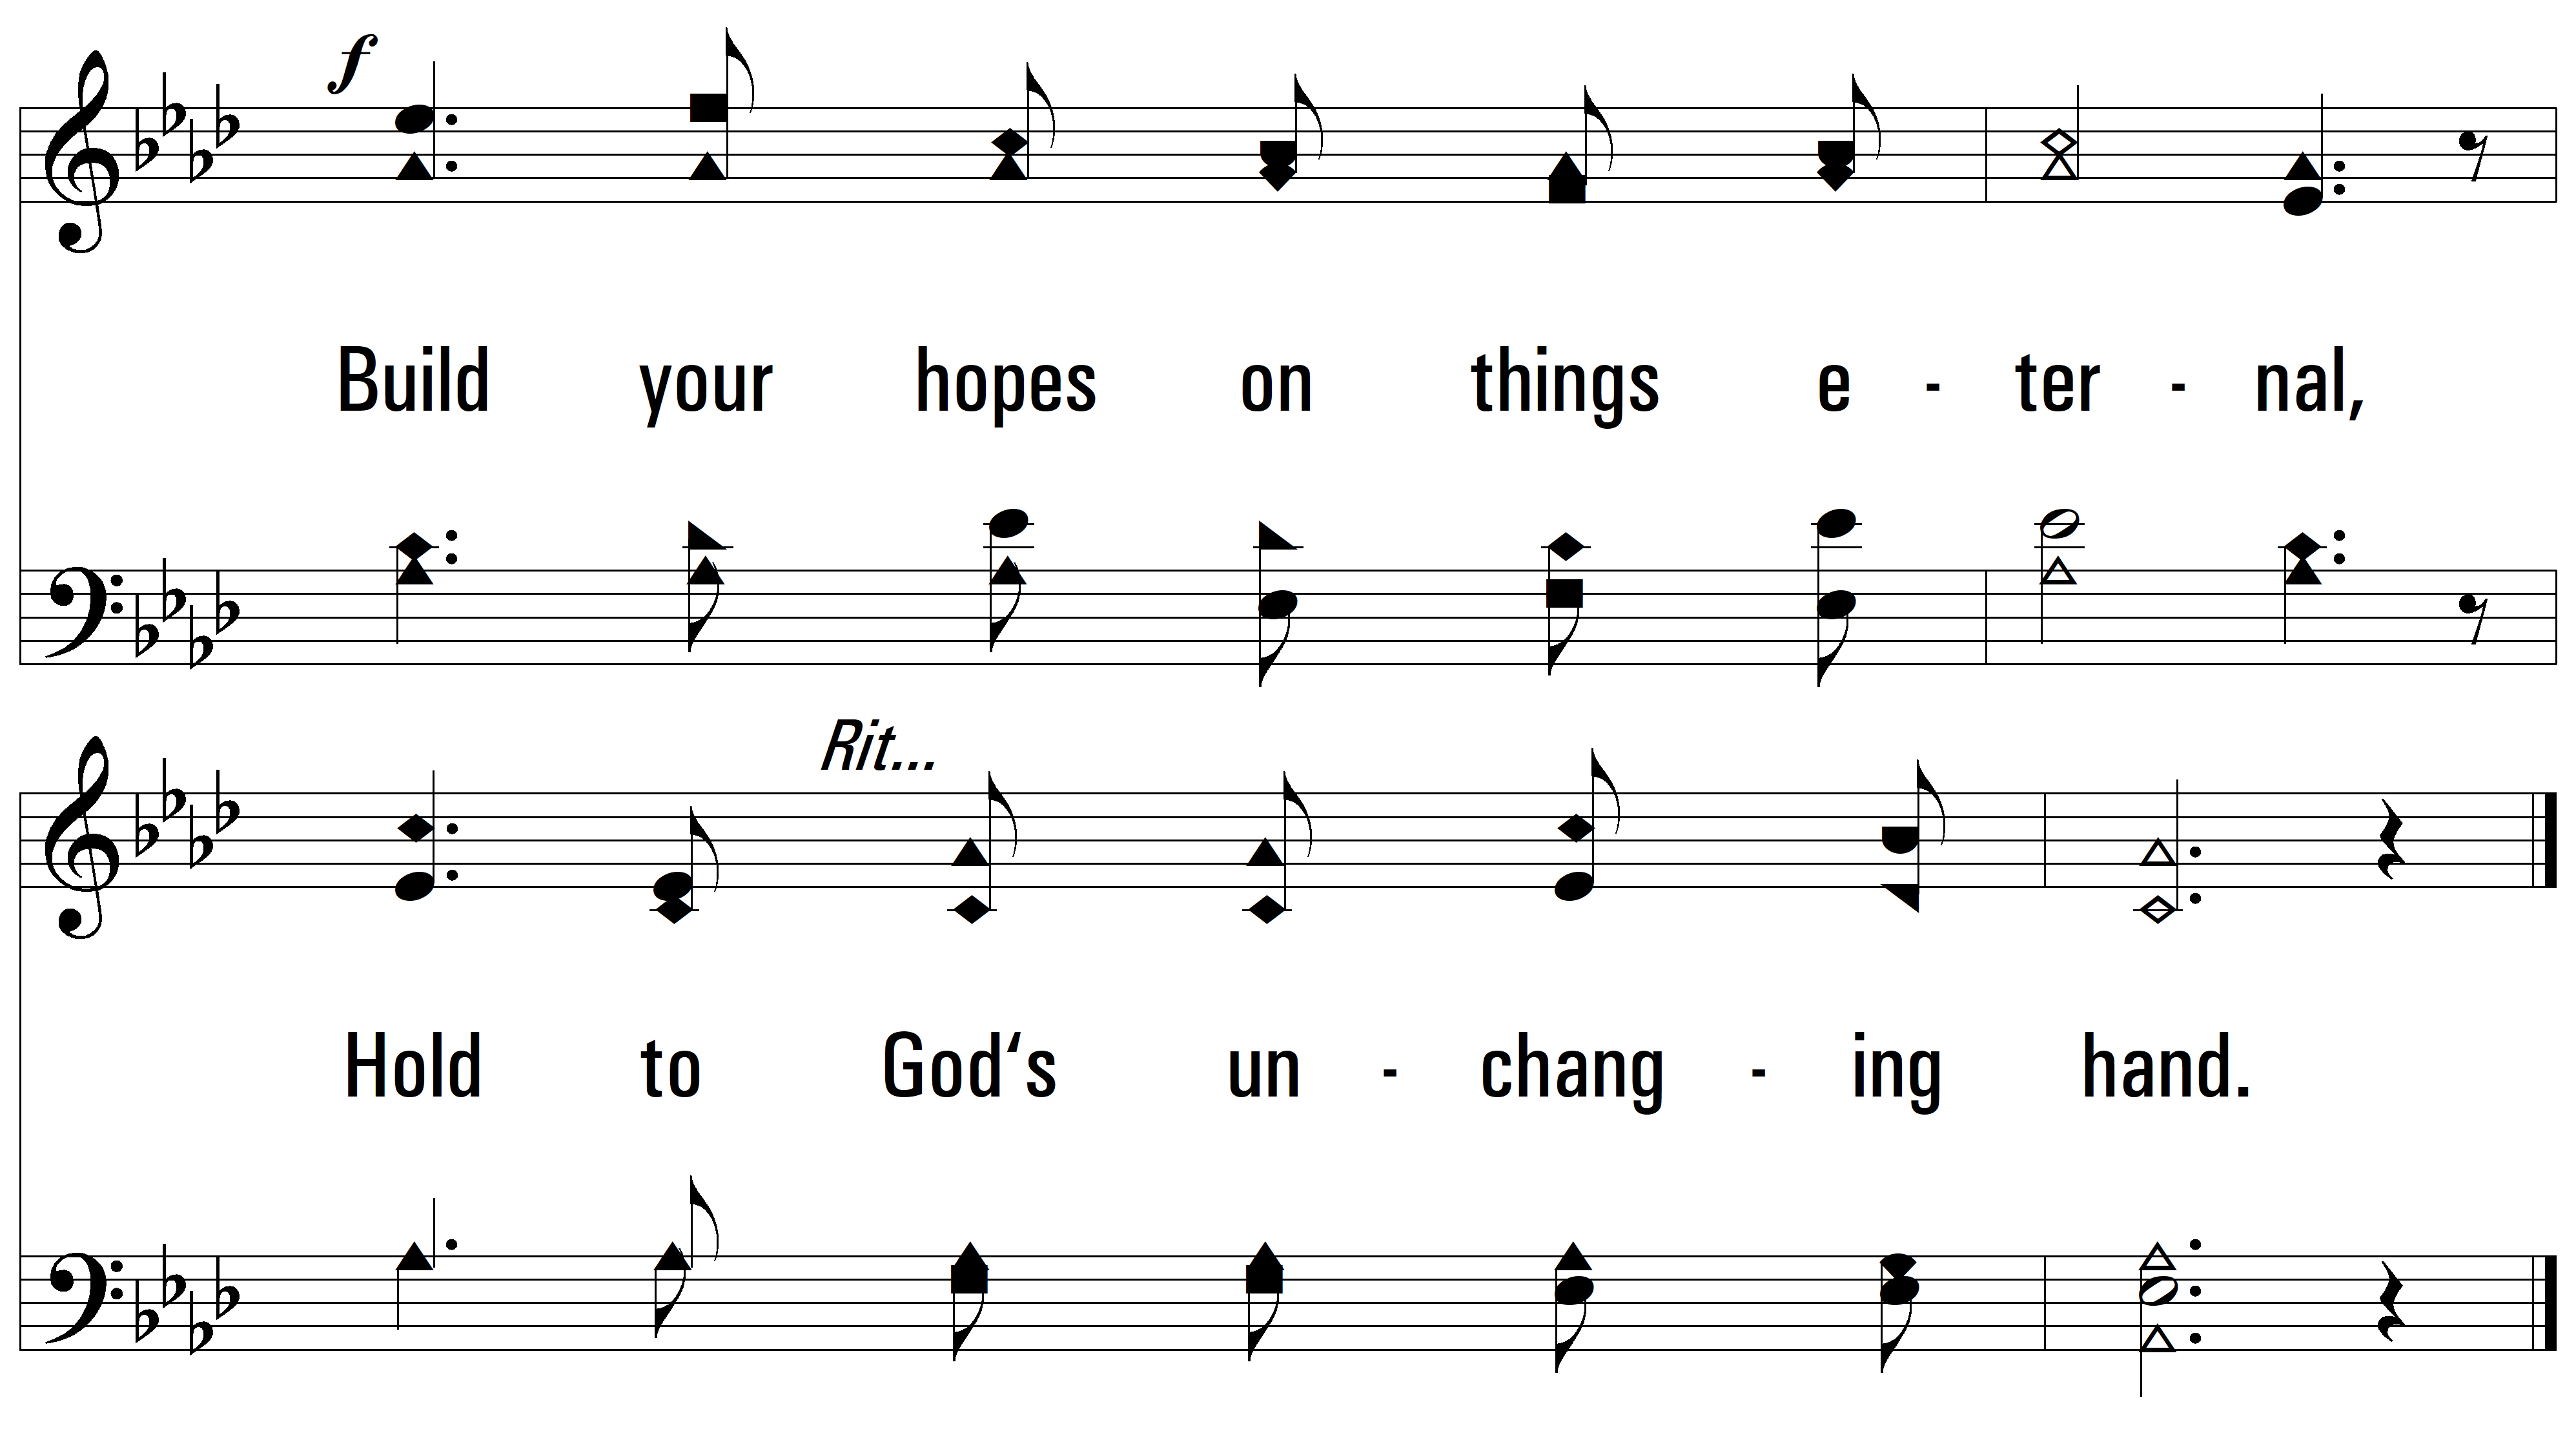 f
Build your hopes on things e - ter - nal,
Rit...
Hold to God‘s un - chang - ing hand.